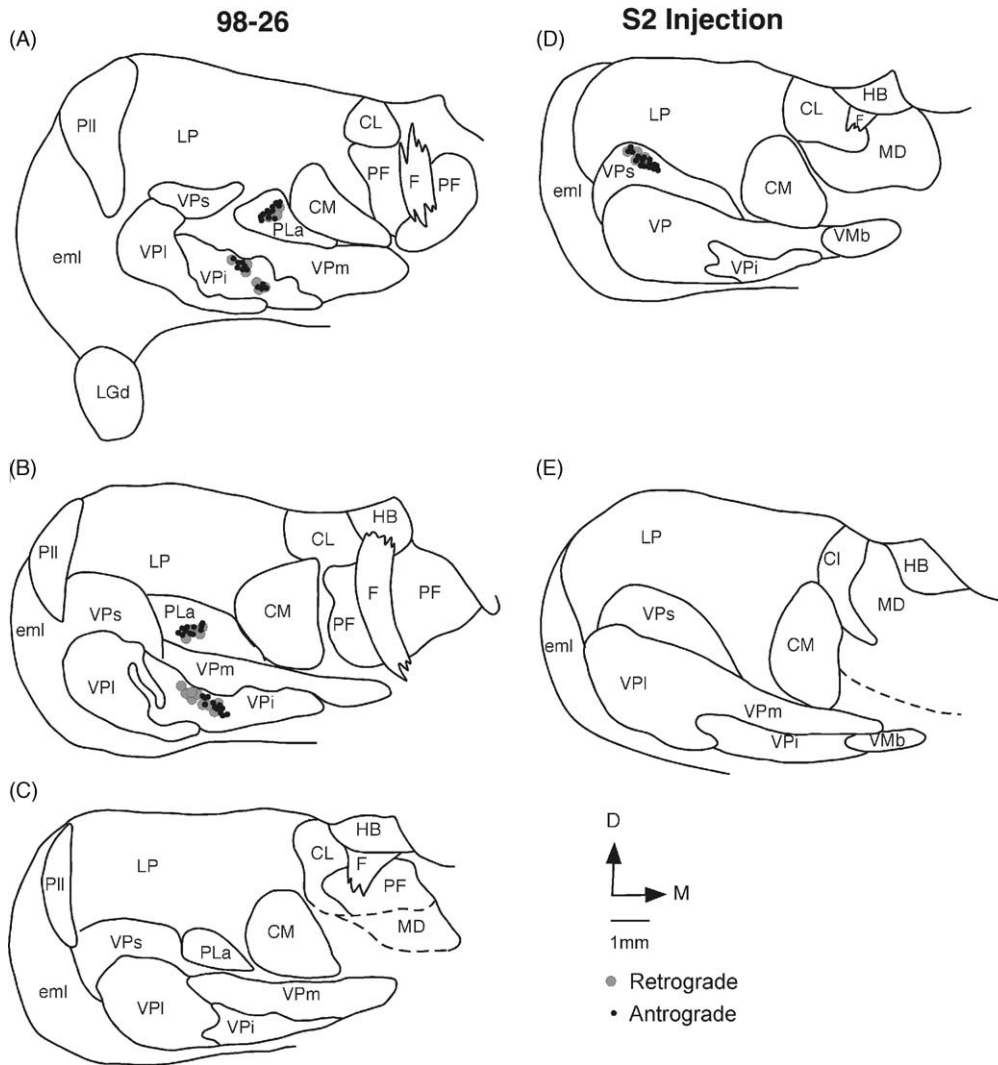 98-26
S2 Injection
(A)
Pll
LP
CL
PF
F
PF
VPs
PLa
CM
VPl
VPi
VPm
eml
LGd
(D)
LP
CL
HB
F
MD
VPs
CM
eml
VP
VMb
VPi
(B)
Pll
LP
CL
HB
PLa
CM
PF
F
PF
VPs
eml
VPm
VPl
VPi
(E)
LP
Cl
HB
MD
VPs
CM
eml
VPl
VPm
VPi
VMb
(C)
Pll
LP
CL
HB
F
PF
MD
VPs
PLa
CM
eml
VPl
VPm
VPi
D
M
1mm
Retrograde
Antrograde